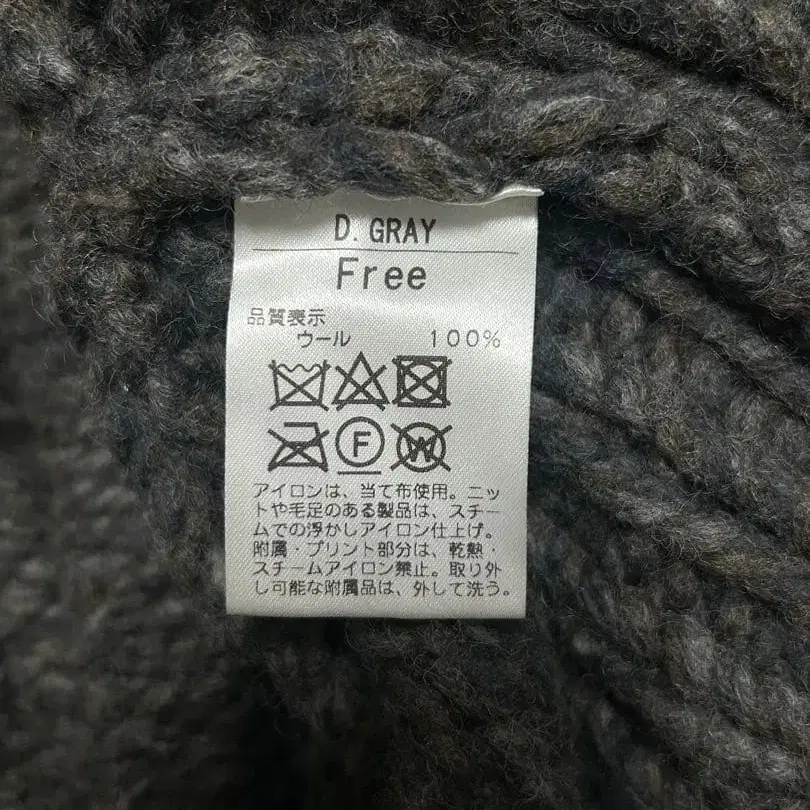 D. GRAY
Free
品質表示
ウール 100%
F
W
アイロンは、当て布使用。ニッ
トや毛足のある製品は、スチー
ムでの浮かしアイロン仕上げ。
附属・プリント部分は、乾熱・
スチームアイロン禁止。取り外
し可能な附属品は、外して洗う。